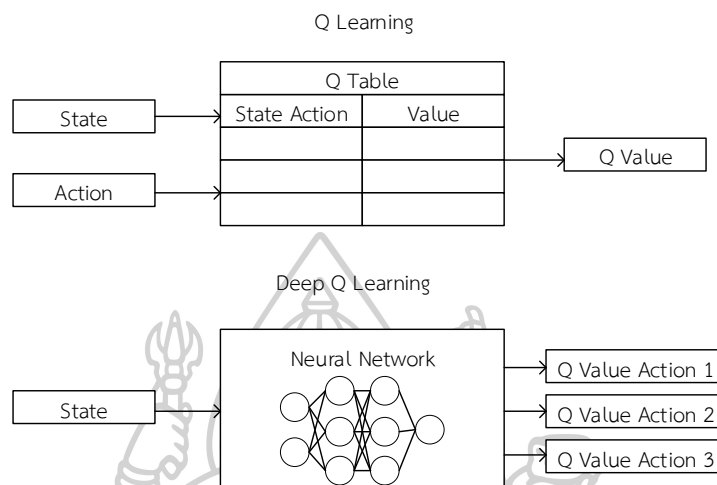 Q Learning
Q Table
State Action
Value
State
Action
Q Value
Deep Q Learning
Neural Network
State
Q Value Action 1
Q Value Action 2
Q Value Action 3